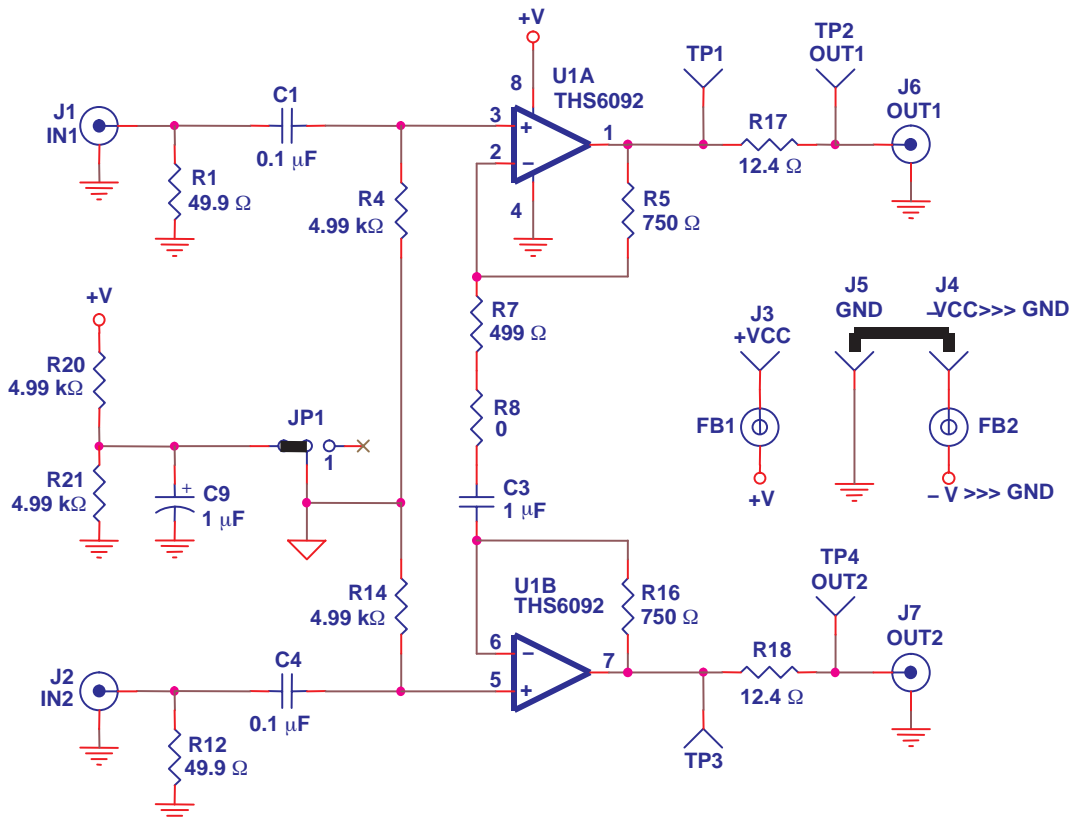 +V
J1
IN1
C1
0.1 µF
R1
49.9 Ω
R4
4.99 kΩ
8
U1A
THS6092
3
+
2
−
1
4
R5
750 Ω
TP1
TP2
OUT1
R17
12.4 Ω
J6
OUT1
+V
R20
4.99 kΩ
R21
4.99 kΩ
+
C9
1 µF
JP1
1
R7
499 Ω
R8
0
C3
1 µF
J3
+VCC
J5
GND
J4
−VCC>>> GND
FB1
FB2
+V
− V >>> GND
R14
4.99 kΩ
U1B
THS6092
6
−
5
+
7
R16
750 Ω
TP4
OUT2
R18
12.4 Ω
J7
OUT2
TP3
J2
IN2
C4
0.1 µF
R12
49.9 Ω